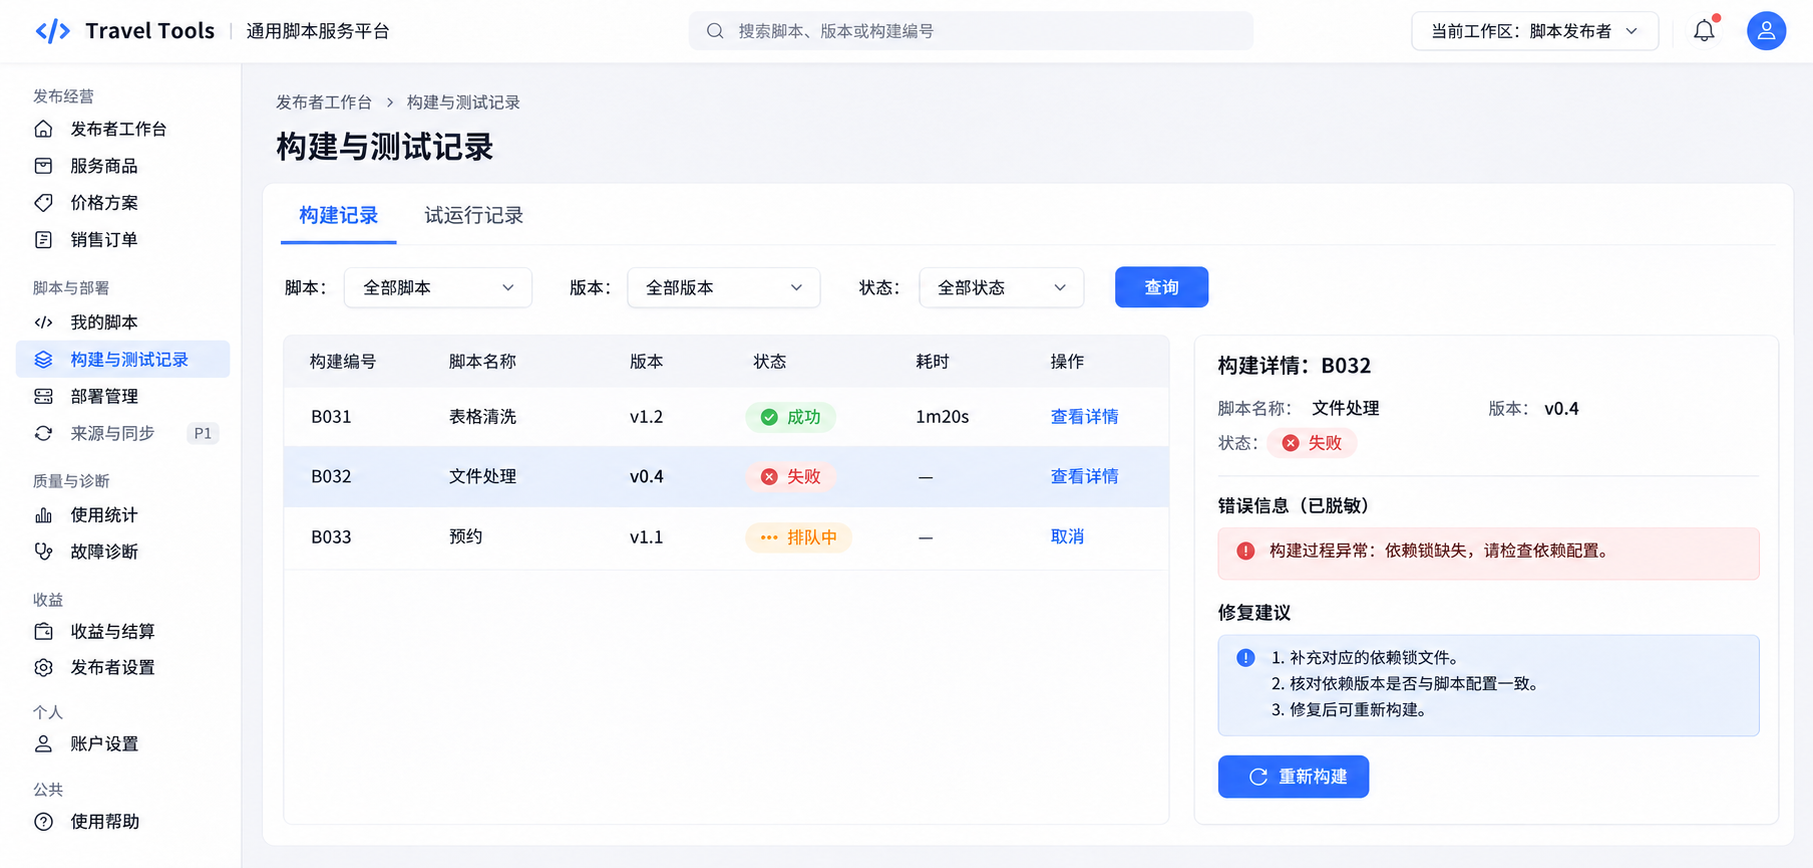 Travel Tools
通用脚本服务平台
搜索脚本、版本或构建编号
当前工作区：脚本发布者
发布经营
发布者工作台
服务商品
价格方案
销售订单
脚本与部署
我的脚本
构建与测试记录
部署管理
来源与同步 P1
质量与诊断
使用统计
故障诊断
收益
收益与结算
发布者设置
个人
账户设置
公共
使用帮助
发布者工作台 > 构建与测试记录
构建与测试记录
构建记录 试运行记录
脚本： 全部脚本 版本： 全部版本 状态： 全部状态 查询
构建编号 脚本名称 版本 状态 耗时 操作
B031 表格清洗 v1.2 成功 1m20s 查看详情
B032 文件处理 v0.4 失败 — 查看详情
B033 预约 v1.1 排队中 — 取消
构建详情：B032
脚本名称： 文件处理 版本： v0.4
状态： 失败
错误信息（已脱敏）
构建过程异常：依赖锁缺失，请检查依赖配置。
修复建议
1. 补充对应的依赖锁文件。
2. 核对依赖版本是否与脚本配置一致。
3. 修复后可重新构建。
重新构建